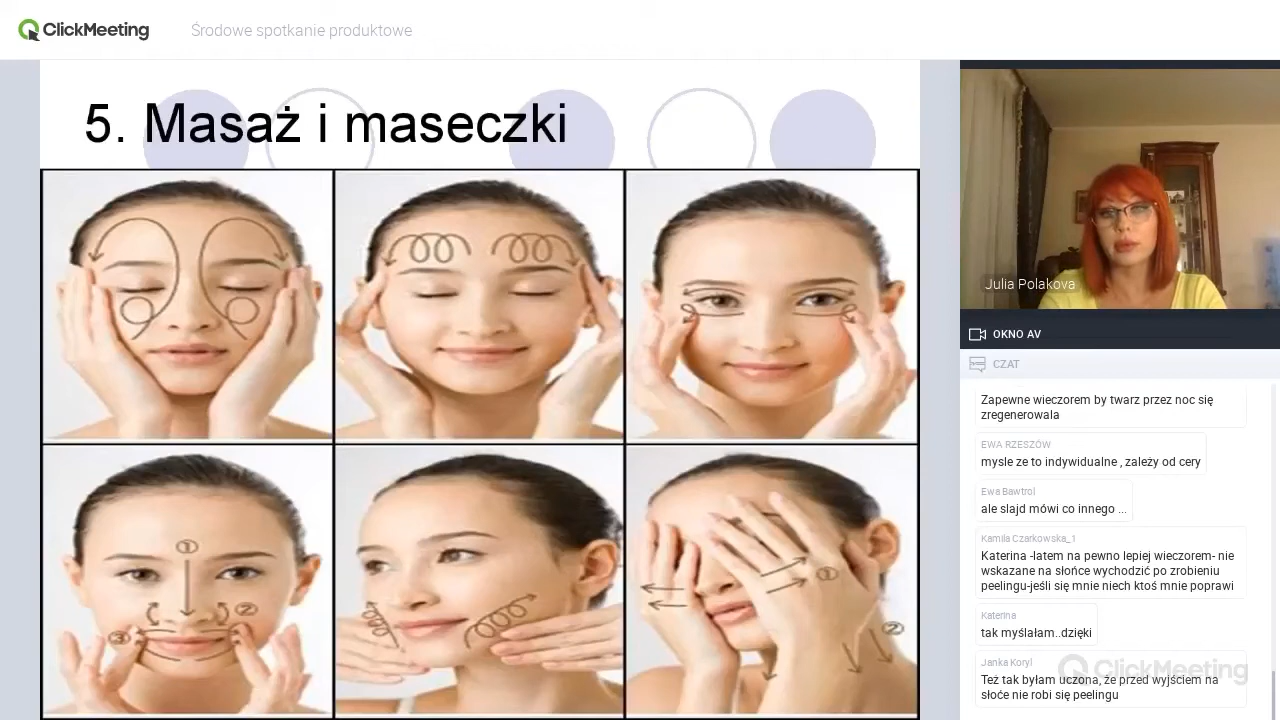 ClickMeeting
Środowe spotkanie produktowe
5. Masaż i maseczki
①
②
③
①
②
Julia Polakova
OKNO AV
CZAT
Zapewne wieczorem by twarz przez noc się
zregenerowala
EWA RZESZÓW
mysle ze to indywidualne , zależy od cery
Ewa Bawtrol
ale slajd mówi co innego ...
Kamila Czarkowska_1
Katerina -latem na pewno lepiej wieczorem- nie
wskazane na słońce wychodzić po zrobieniu
peelingu-jeśli się mnie niech ktoś mnie poprawi
Katerina
tak myślałam..dzięki
Janka Koryl
Też tak byłam uczona, że przed wyjściem na
słoće nie robi się peelingu
ClickMeeting